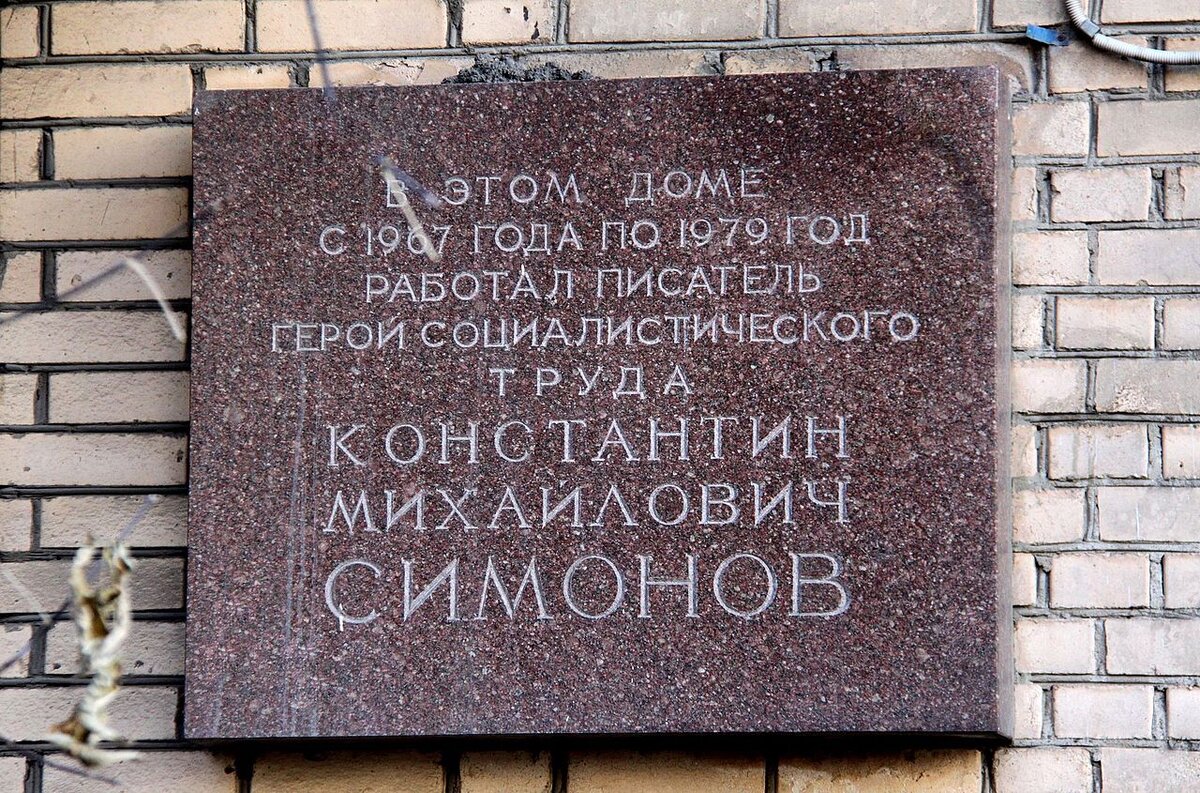 В ЭТОМ ДОМЕ
С 1967 ГОДА ПО 1979 ГОД
РАБОТАЛ ПИСАТЕЛЬ
ГЕРОЙ СОЦИАЛИСТИЧЕСКОГО
ТРУДА
КОНСТАНТИН
МИХАЙЛОВИЧ
СИМОНОВ